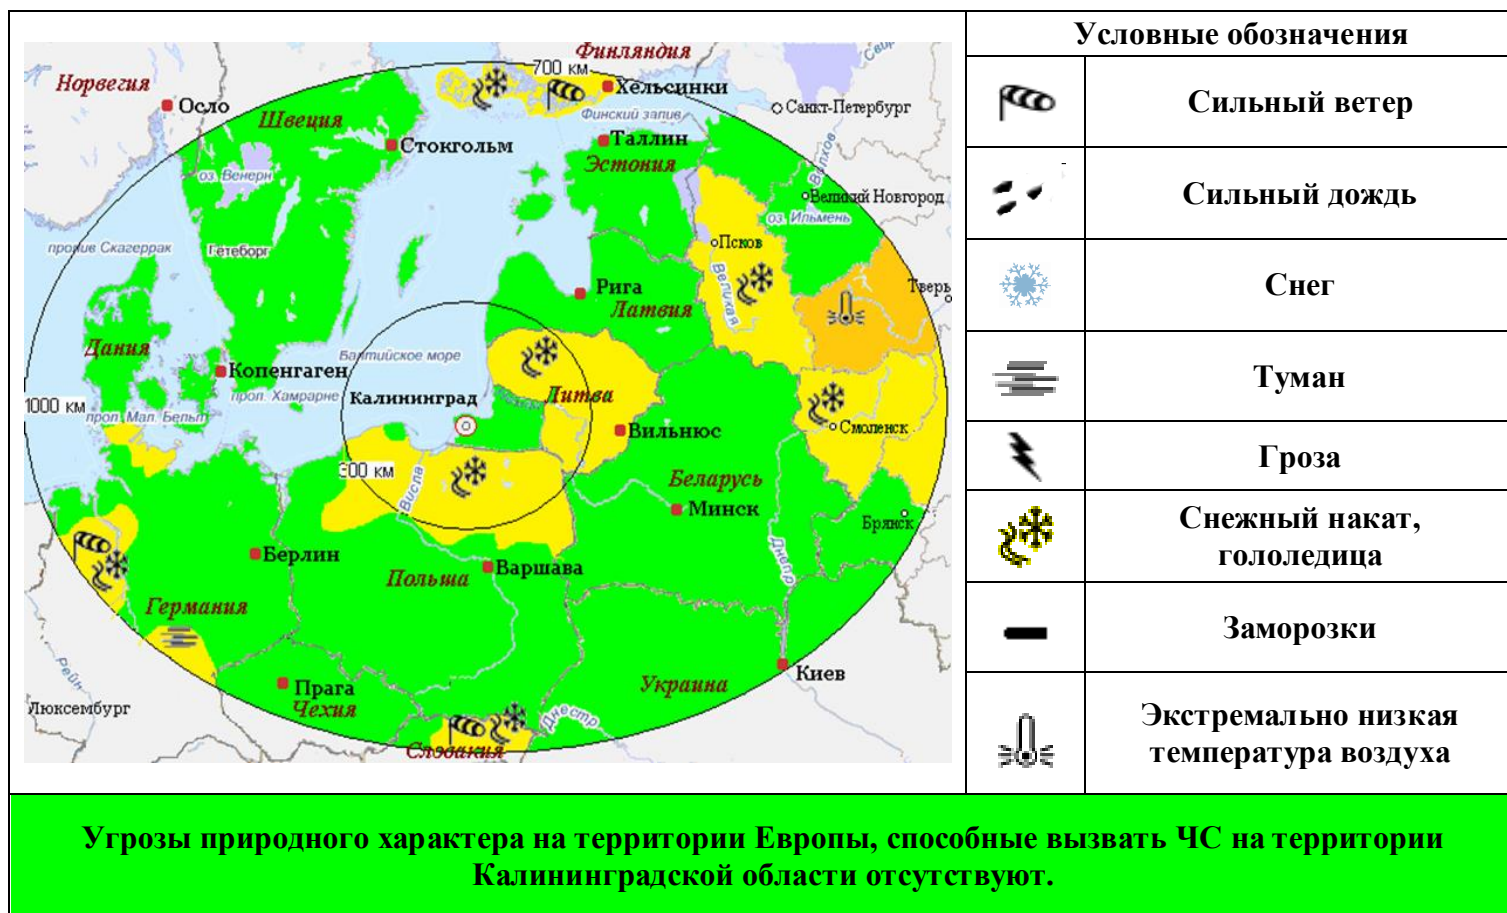 Условные обозначения
Сильный ветер
Сильный дождь
Снег
Туман
Гроза
Снежный накат,
гололедица
Заморозки
Экстремально низкая
температура воздуха
Финляндия
700 км
Норвегия
Хельсинки
Осло
Санкт-Петербург
Финский залив
Швеция
Стокгольм
Таллин
Эстония
Волхов
оз. Венерн
Великий Новгород
оз. Ильмень
пролив Скагеррак
Гётеборг
Псков
Великая
Рига
Тверь
Латвия
Дания
Балтийское море
Копенгаген
прол. Хамрарне
Калининград
Литва
1000 км
прол. Мал. Бельт
Вильнюс
Смоленск
300 км
Висла
Беларусь
Минск
Брянск
Берлин
Варшава
Днепр
Польша
Германия
Рейн
Киев
Украина
Прага
Чехия
Люксембург
Днестр
Словакия
Угрозы природного характера на территории Европы, способные вызвать ЧС на территории
Калининградской области отсутствуют.